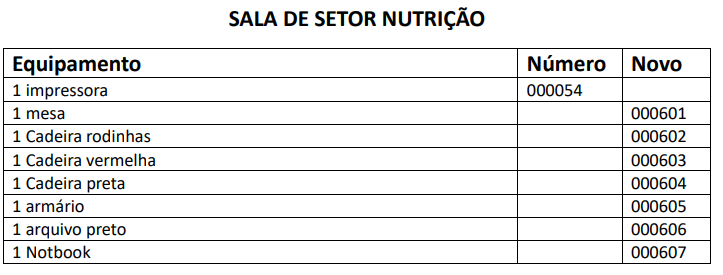 SALA DE SETOR NUTRIÇÃO
Equipamento Número Novo
1 impressora 000054
1 mesa 000601
1 Cadeira rodinhas 000602
1 Cadeira vermelha 000603
1 Cadeira preta 000604
1 armário 000605
1 arquivo preto 000606
1 Notbook 000607